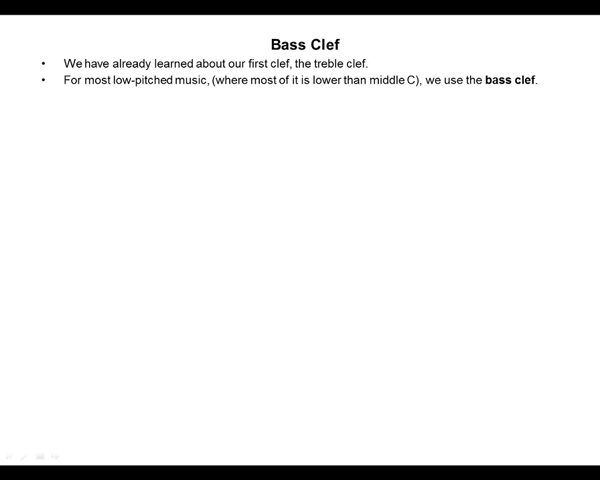 Bass Clef
• We have already learned about our first clef, the treble clef.
• For most low-pitched music, (where most of it is lower than middle C), we use the bass clef.